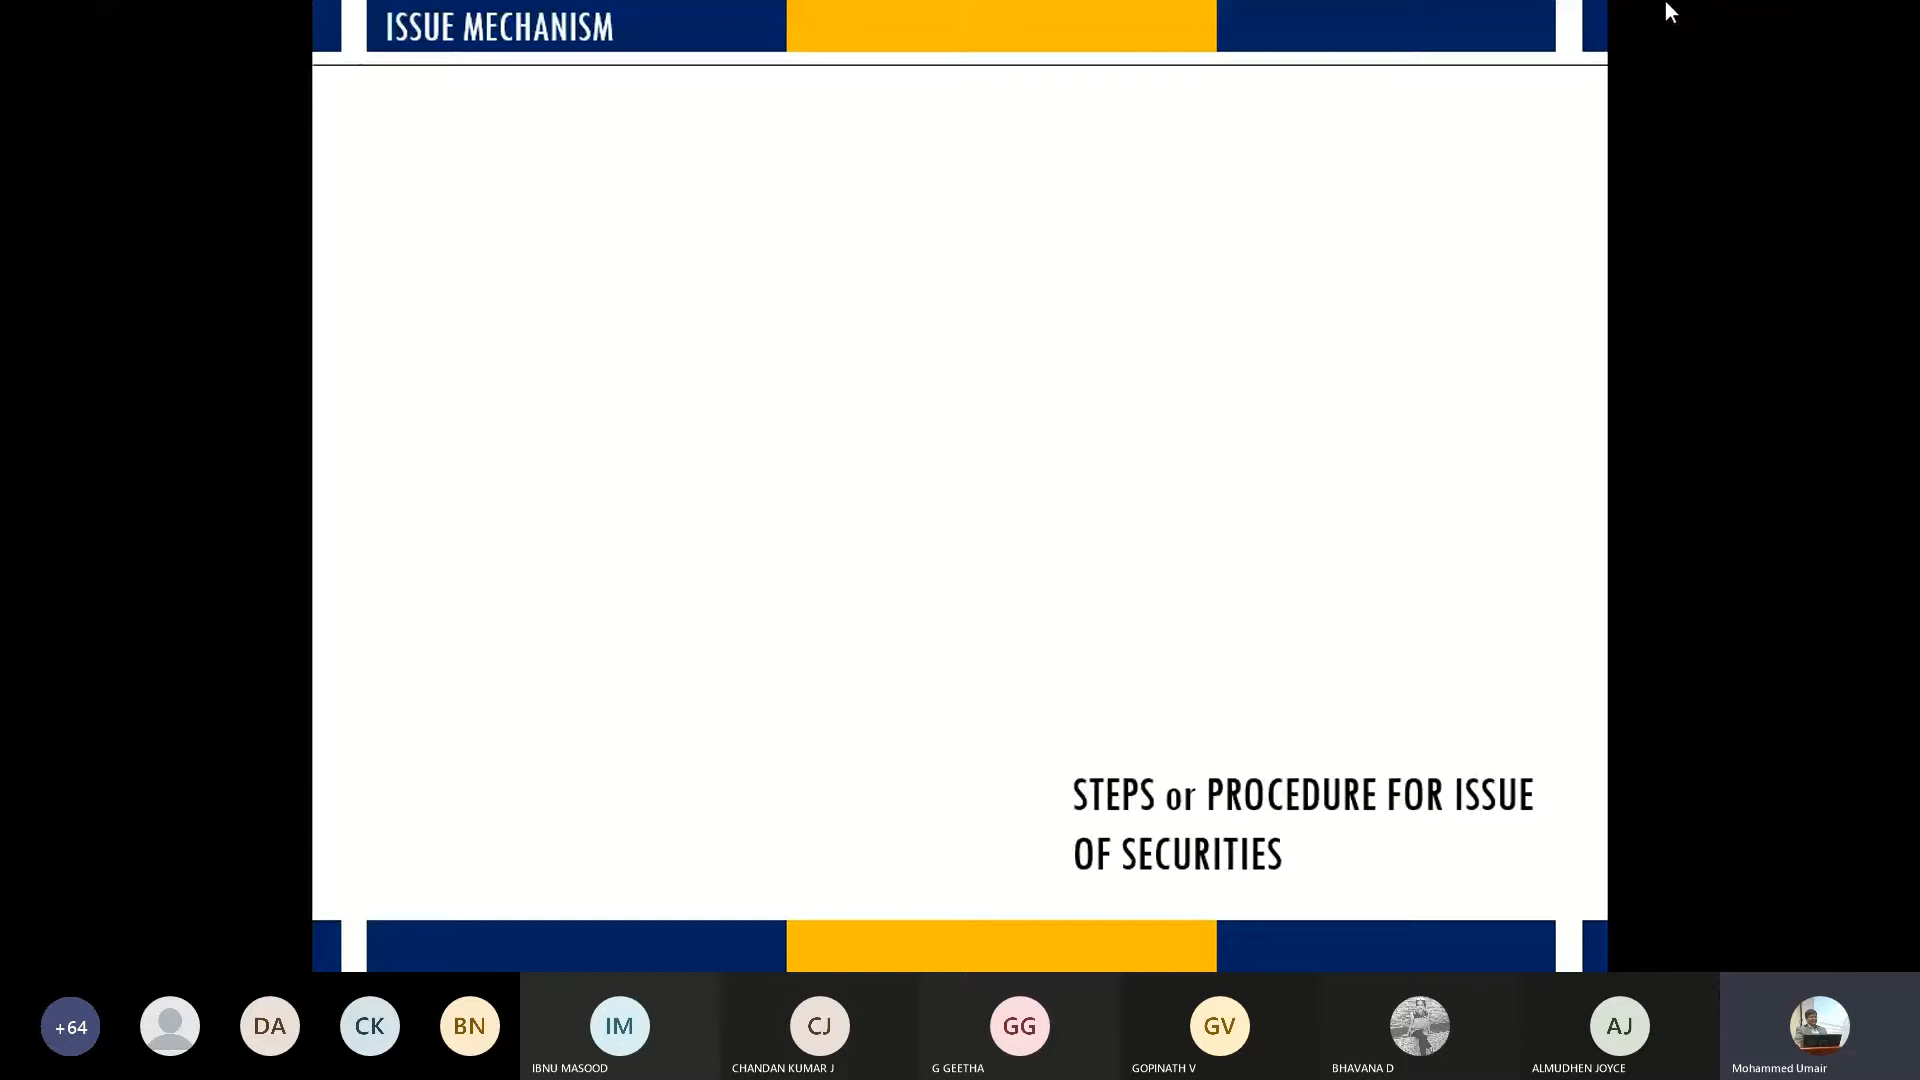 ISSUE MECHANISM
STEPS or PROCEDURE FOR ISSUE
OF SECURITIES
+64
DA
CK
BN
IM
CJ
GG
GV
AJ
IBNU MASOOD
CHANDAN KUMAR J
G GEETHA
GOPINATH V
BHAVANA D
ALMUDHEN JOYCE
Mohammed Umair